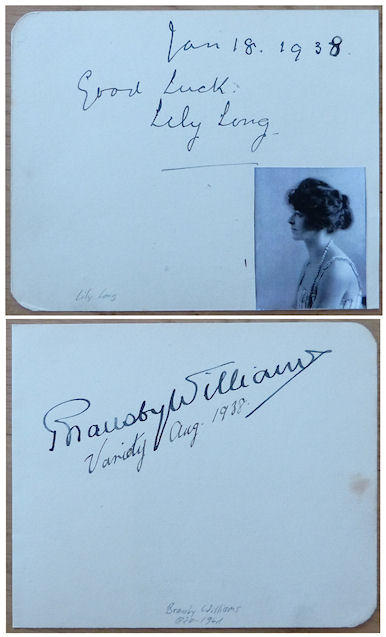 Jan 18. 1938.
Good Luck.
Lily Long
Lily Long
Bransby Williams
Variety Aug. 1938.
Bransby Williams